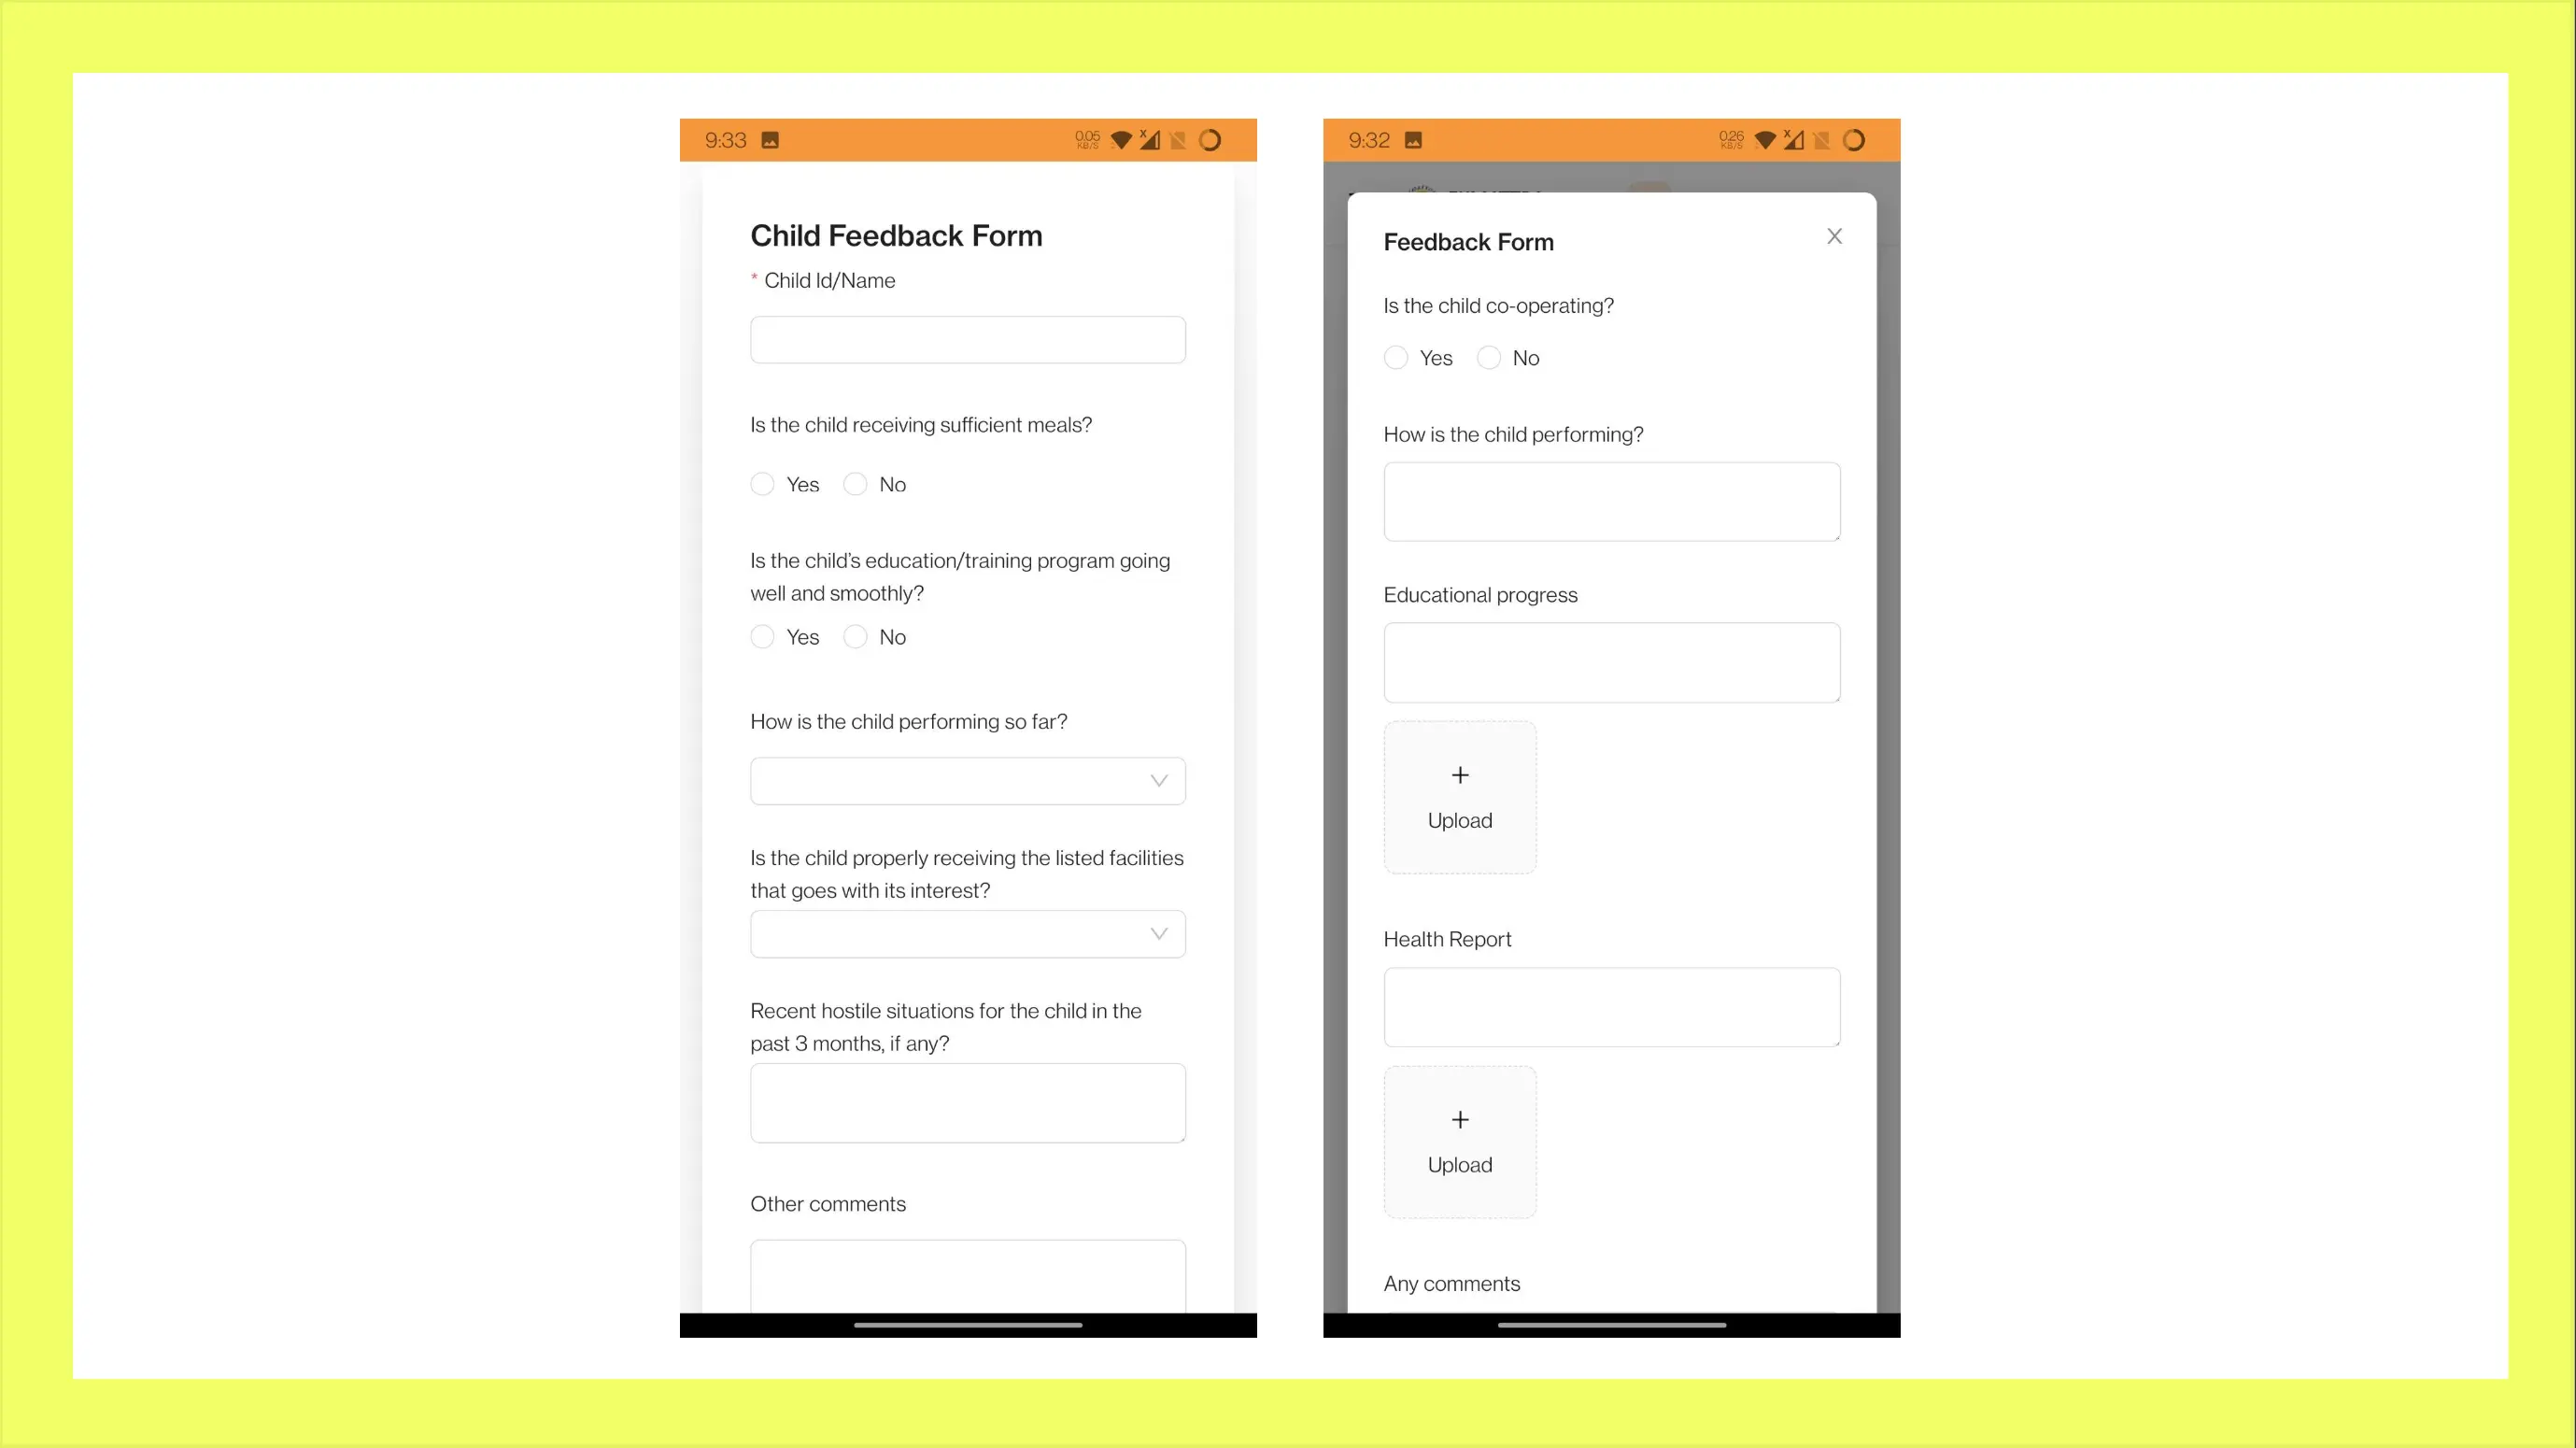 9:33
0.05
KB/S
Child Feedback Form
* Child Id/Name
Is the child receiving sufficient meals?
Yes No
Is the child's education/training program going
well and smoothly?
Yes No
How is the child performing so far?
Is the child properly receiving the listed facilities
that goes with its interest?
Recent hostile situations for the child in the
past 3 months, if any?
Other comments
9:32
0.26
KB/S
Feedback Form
Is the child co-operating?
Yes No
How is the child performing?
Educational progress
+
Upload
Health Report
+
Upload
Any comments